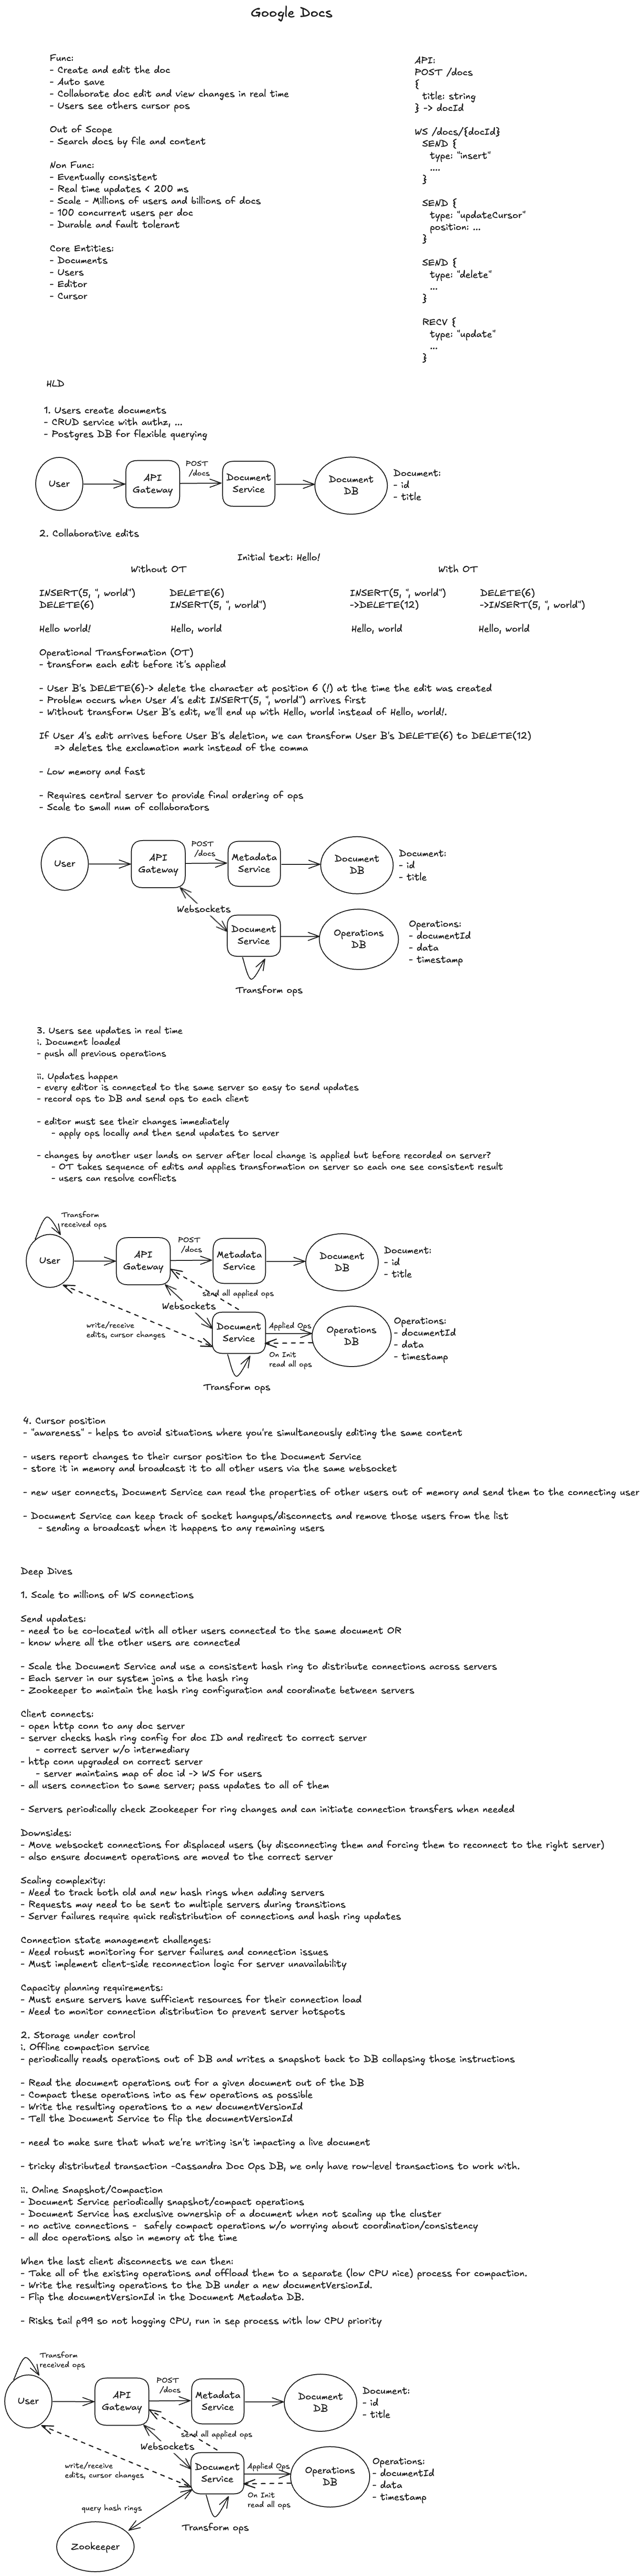 Google Docs
Func:
- Create and edit the doc
- Auto save
- Collaborate doc edit and view changes in real time
- Users see others cursor pos
Out of Scope
- Search docs by file and content
Non Func:
- Eventually consistent
- Real time updates < 200 ms
- Scale - Millions of users and billions of docs
- 100 concurrent users per doc
- Durable and fault tolerant
Core Entities:
- Documents
- Users
- Editor
- Cursor
API:
POST /docs
{
title: string
} -> docId
WS /docs/{docId}
SEND {
type: "insert"
....
}
SEND {
type: "updateCursor"
position: ...
}
SEND {
type: "delete"
...
}
RECV {
type: "update"
...
}
HLD
1. Users create documents
- CRUD service with authz, ...
- Postgres DB for flexible querying
User
API
Gateway
POST
/docs
Document
Service
Document
DB
Document:
- id
- title
2. Collaborative edits
Initial text: Hello!
Without OT
With OT
INSERT(5, ", world")
DELETE(6)
Hello world!
DELETE(6)
INSERT(5, ", world")
Hello, world
INSERT(5, ", world")
->DELETE(12)
Hello, world
DELETE(6)
->INSERT(5, ", world")
Hello, world
Operational Transformation (OT)
- transform each edit before it's applied
- User B's DELETE(6)-> delete the character at position 6 (!) at the time the edit was created
- Problem occurs when User A's edit INSERT(5, ", world") arrives first
- Without transform User B's edit, we'll end up with Hello, world instead of Hello, world!.
If User A's edit arrives before User B's deletion, we can transform User B's DELETE(6) to DELETE(12)
=> deletes the exclamation mark instead of the comma
- Low memory and fast
- Requires central server to provide final ordering of ops
- Scale to small num of collaborators
User
API
Gateway
POST
/docs
Metadata
Service
Document
DB
Document:
- id
- title
Websockets
Document
Service
Operations
DB
Operations:
- documentId
- data
- timestamp
Transform ops
3. Users see updates in real time
i. Document loaded
- push all previous operations
ii. Updates happen
- every editor is connected to the same server so easy to send updates
- record ops to DB and send ops to each client
- editor must see their changes immediately
- apply ops locally and then send updates to server
- changes by another user lands on server after local change is applied but before recorded on server?
- OT takes sequence of edits and applies transformation on server so each one see consistent result
- users can resolve conflicts
Transform
received ops
User
API
Gateway
POST
/docs
Metadata
Service
Document
DB
Document:
- id
- title
send all applied ops
Websockets
write/receive
edits, cursor changes
Document
Service
Applied Ops
On Init
read all ops
Operations
DB
Operations:
- documentId
- data
- timestamp
Transform ops
4. Cursor position
- "awareness" - helps to avoid situations where you're simultaneously editing the same content
- users report changes to their cursor position to the Document Service
- store it in memory and broadcast it to all other users via the same websocket
- new user connects, Document Service can read the properties of other users out of memory and send them to the connecting user
- Document Service can keep track of socket hangups/disconnects and remove those users from the list
- sending a broadcast when it happens to any remaining users
Deep Dives
1. Scale to millions of WS connections
Send updates:
- need to be co-located with all other users connected to the same document OR
- know where all the other users are connected
- Scale the Document Service and use a consistent hash ring to distribute connections across servers
- Each server in our system joins a the hash ring
- Zookeeper to maintain the hash ring configuration and coordinate between servers
Client connects:
- open http conn to any doc server
- server checks hash ring config for doc ID and redirect to correct server
- correct server w/o intermediary
- http conn upgraded on correct server
- server maintains map of doc id -> WS for users
- all users connection to same server; pass updates to all of them
- Servers periodically check Zookeeper for ring changes and can initiate connection transfers when needed
Downsides:
- Move websocket connections for displaced users (by disconnecting them and forcing them to reconnect to the right server)
- also ensure document operations are moved to the correct server
Scaling complexity:
- Need to track both old and new hash rings when adding servers
- Requests may need to be sent to multiple servers during transitions
- Server failures require quick redistribution of connections and hash ring updates
Connection state management challenges:
- Need robust monitoring for server failures and connection issues
- Must implement client-side reconnection logic for server unavailability
Capacity planning requirements:
- Must ensure servers have sufficient resources for their connection load
- Need to monitor connection distribution to prevent server hotspots
2. Storage under control
i. Offline compaction service
- periodically reads operations out of DB and writes a snapshot back to DB collapsing those instructions
- Read the document operations out for a given document out of the DB
- Compact these operations into as few operations as possible
- Write the resulting operations to a new documentVersionId
- Tell the Document Service to flip the documentVersionId
- need to make sure that what we're writing isn't impacting a live document
- tricky distributed transaction -Cassandra Doc Ops DB, we only have row-level transactions to work with.
ii. Online Snapshot/Compaction
- Document Service periodically snapshot/compact operations
- Document Service has exclusive ownership of a document when not scaling up the cluster
- no active connections -  safely compact operations w/o worrying about coordination/consistency
- all doc operations also in memory at the time
When the last client disconnects we can then:
- Take all of the existing operations and offload them to a separate (low CPU nice) process for compaction.
- Write the resulting operations to the DB under a new documentVersionId.
- Flip the documentVersionId in the Document Metadata DB.
- Risks tail p99 so not hogging CPU, run in sep process with low CPU priority
Transform
received ops
User
API
Gateway
POST
/docs
Metadata
Service
Document
DB
Document:
- id
- title
send all applied ops
Websockets
write/receive
edits, cursor changes
Document
Service
Applied Ops
On Init
read all ops
Operations
DB
Operations:
- documentId
- data
- timestamp
query hash rings
Transform ops
Zookeeper